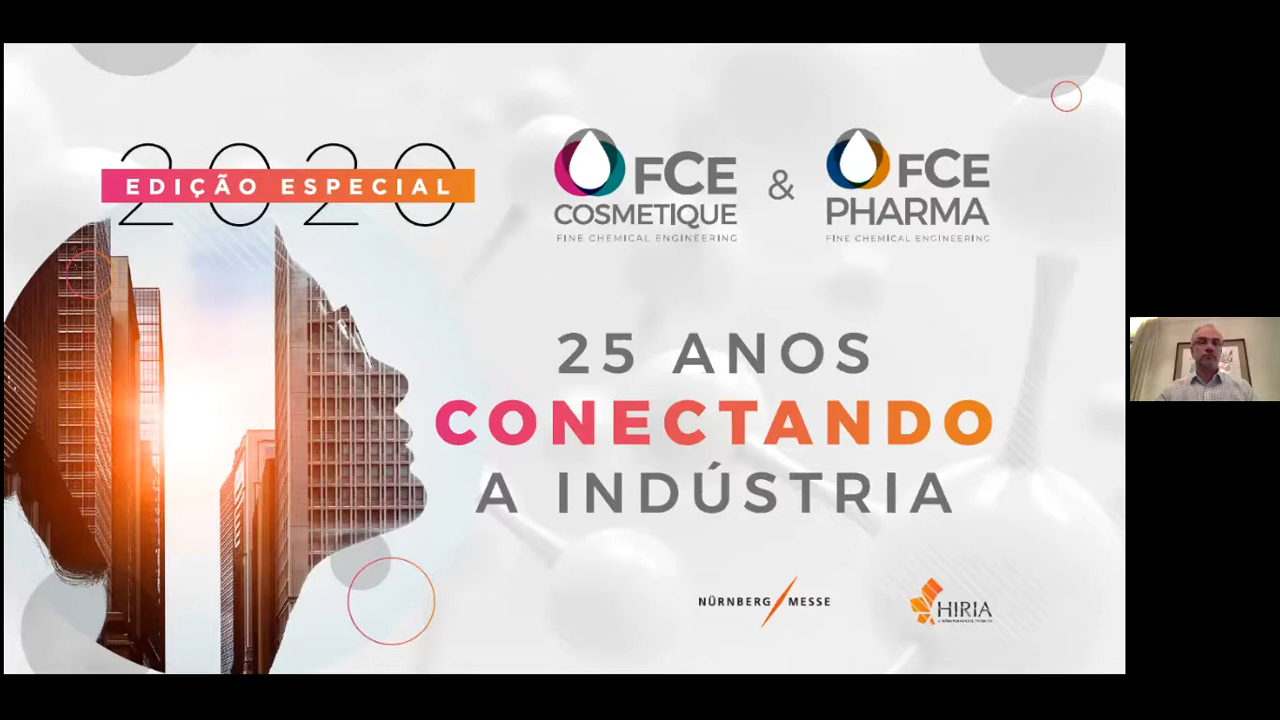 2020
EDIÇÃO ESPECIAL
FCE
COSMETIQUE
FINE CHEMICAL ENGINEERING
&
FCE
PHARMA
FINE CHEMICAL ENGINEERING
25 ANOS
CONECTANDO
A INDÚSTRIA
NÜRNBERG MESSE
HIRIA